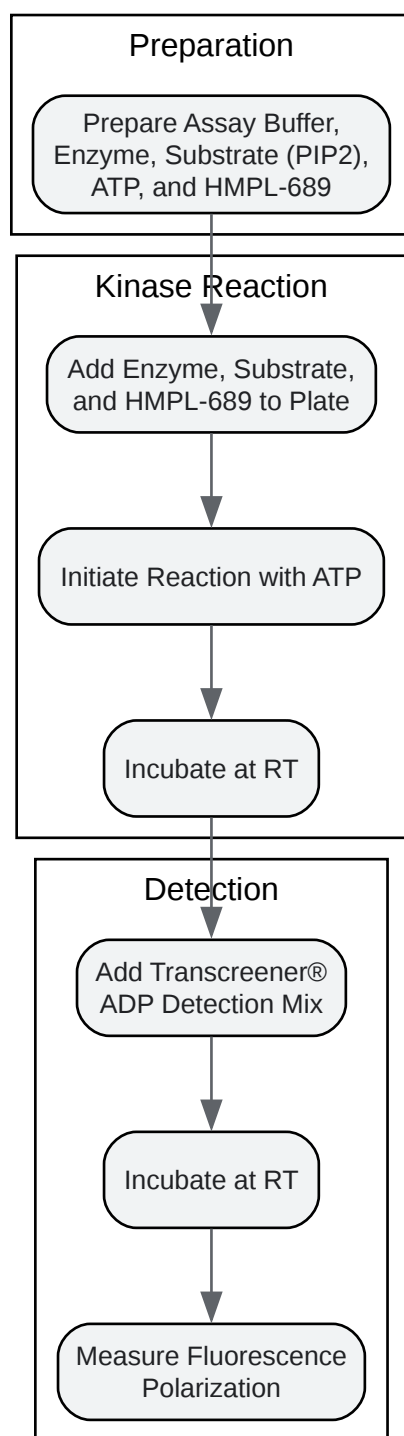 Preparation
Prepare Assay Buffer,
Enzyme, Substrate (PIP2),
ATP, and HMPL-689
Kinase Reaction
Add Enzyme, Substrate,
and HMPL-689 to Plate
Initiate Reaction with ATP
Incubate at RT
Detection
Add Transcreener®
ADP Detection Mix
Incubate at RT
Measure Fluorescence
Polarization